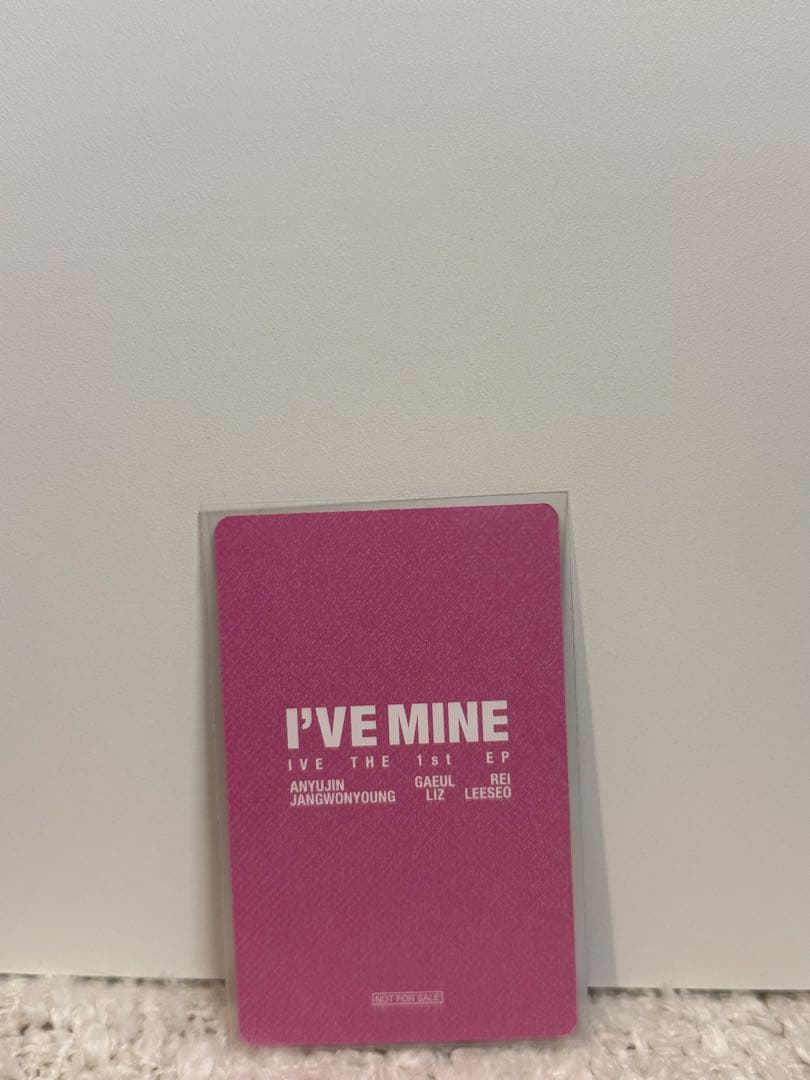 I'VE MINE
IVE THE 1st EP
ANYUJIN GAEUL REI
JANGWONYOUNG LIZ LEESEO
NOT FOR SALE